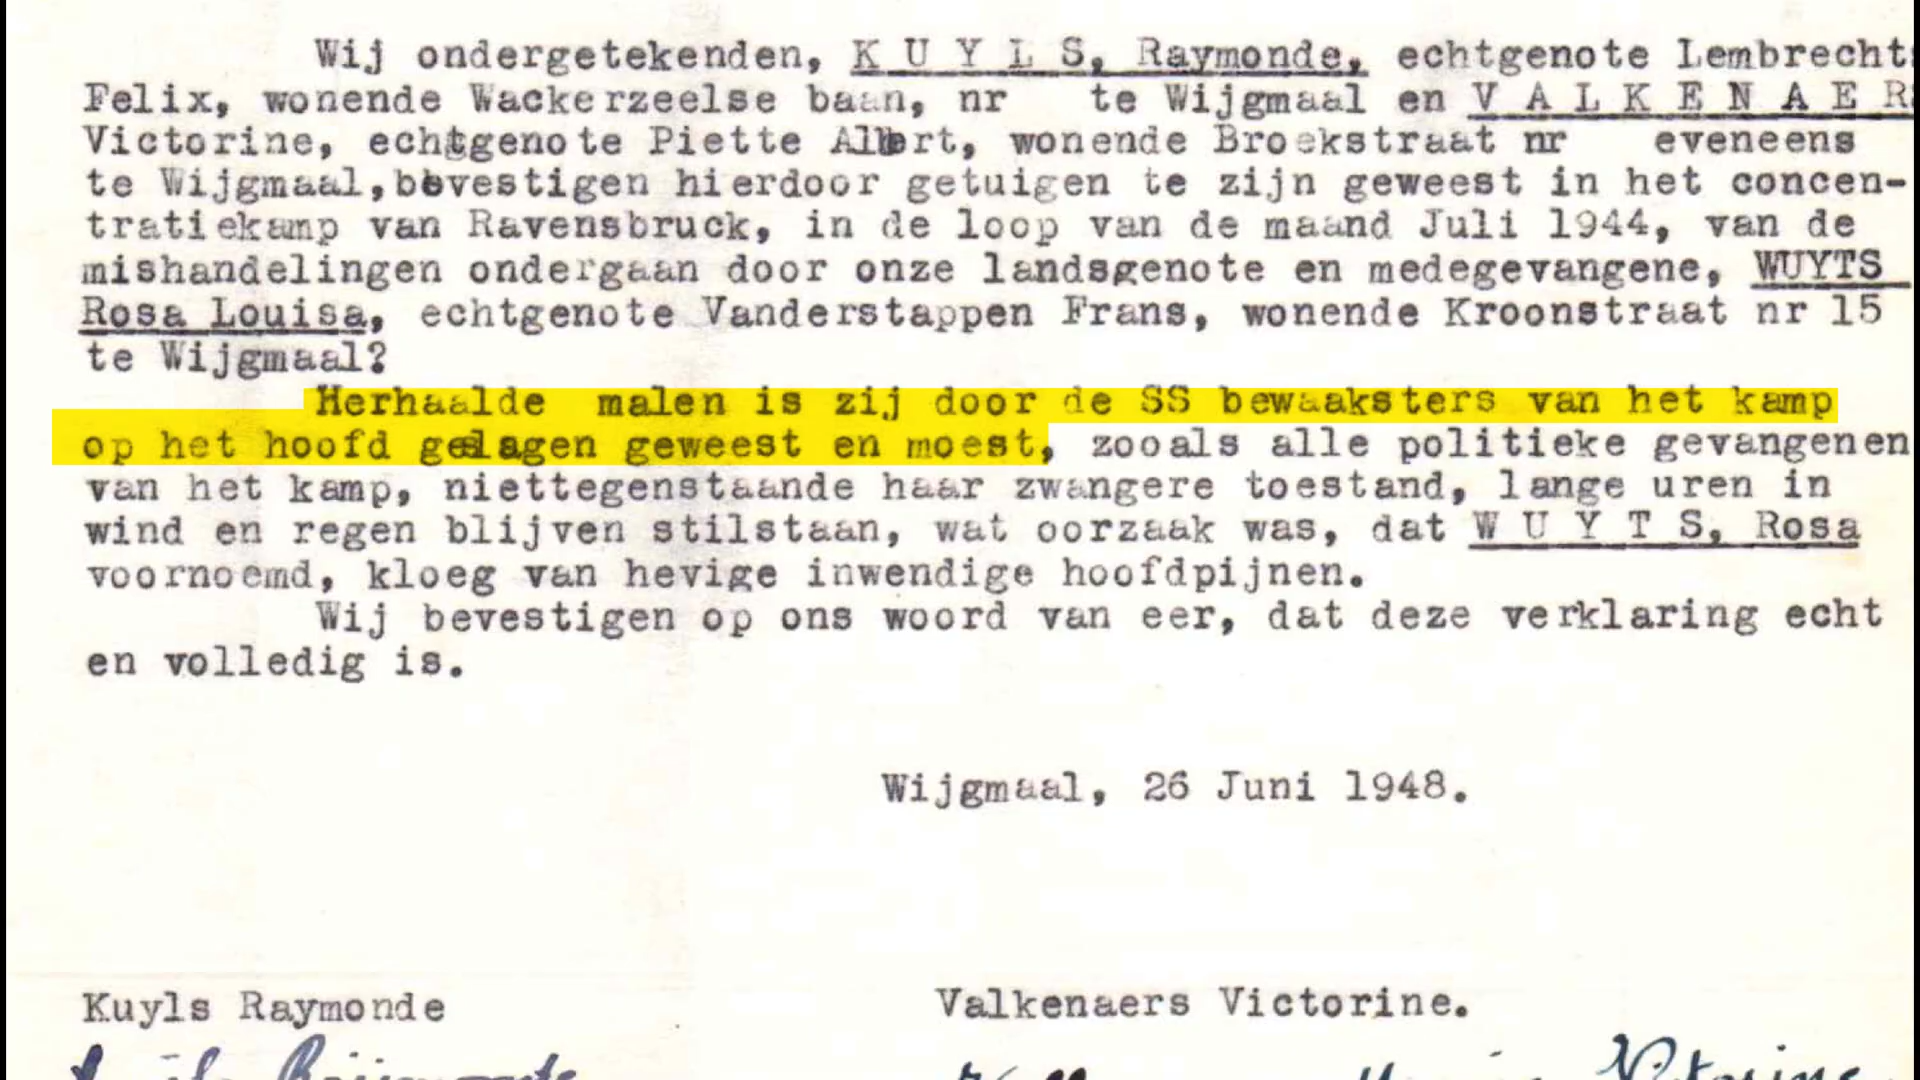 Wij ondergetekenden, K U Y L S, Raymonde, echtgenote Lembrechts
Felix, wonende Wackerzeelse baan, nr te Wijgmaal en V A L K E N A E R S
Victorine, echtgenote Piette Albert, wonende Broekstraat nr eveneens
te Wijgmaal, bevestigen hierdoor getuigen te zijn geweest in het concen-
tratiekamp van Ravensbruck, in de loop van de maand Juli 1944, van de
mishandelingen ondergaan door onze landsgenote en medegevangene, WUYTS
Rosa Louisa, echtgenote Vanderstappen Frans, wonende Kroonstraat nr 15
te Wijgmaal?
Herhaalde malen is zij door de SS bewaaksters van het kamp
op het hoofd geslagen geweest en moest, zooals alle politieke gevangenen
van het kamp, niettegenstaande haar zwangere toestand, lange uren in
wind en regen blijven stilstaan, wat oorzaak was, dat W U Y T S, Rosa
voornoemd, kloeg van hevige inwendige hoofdpijnen.
Wij bevestigen op ons woord van eer, dat deze verklaring echt
en volledig is.
Wijgmaal, 26 Juni 1948.
Kuyls Raymonde
Valkenaers Victorine.